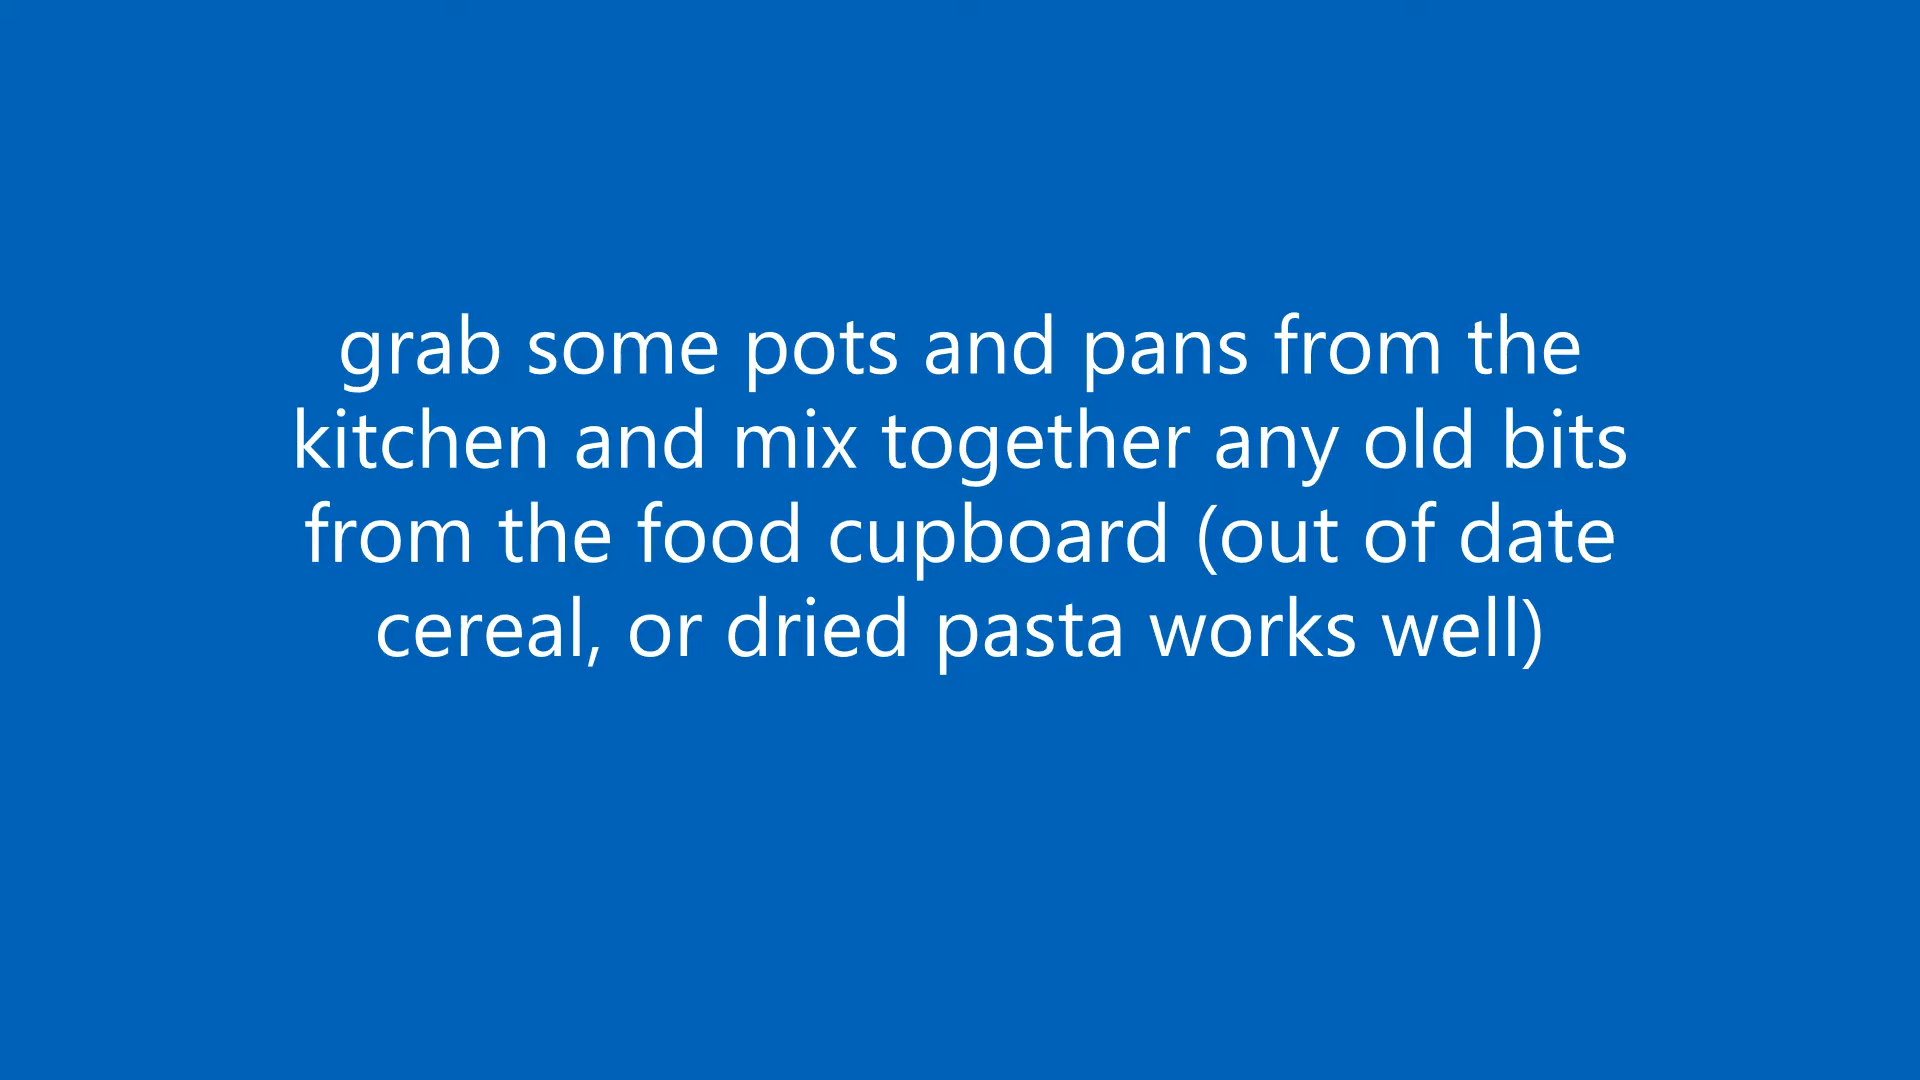 grab some pots and pans from the
kitchen and mix together any old bits
from the food cupboard (out of date
cereal, or dried pasta works well)